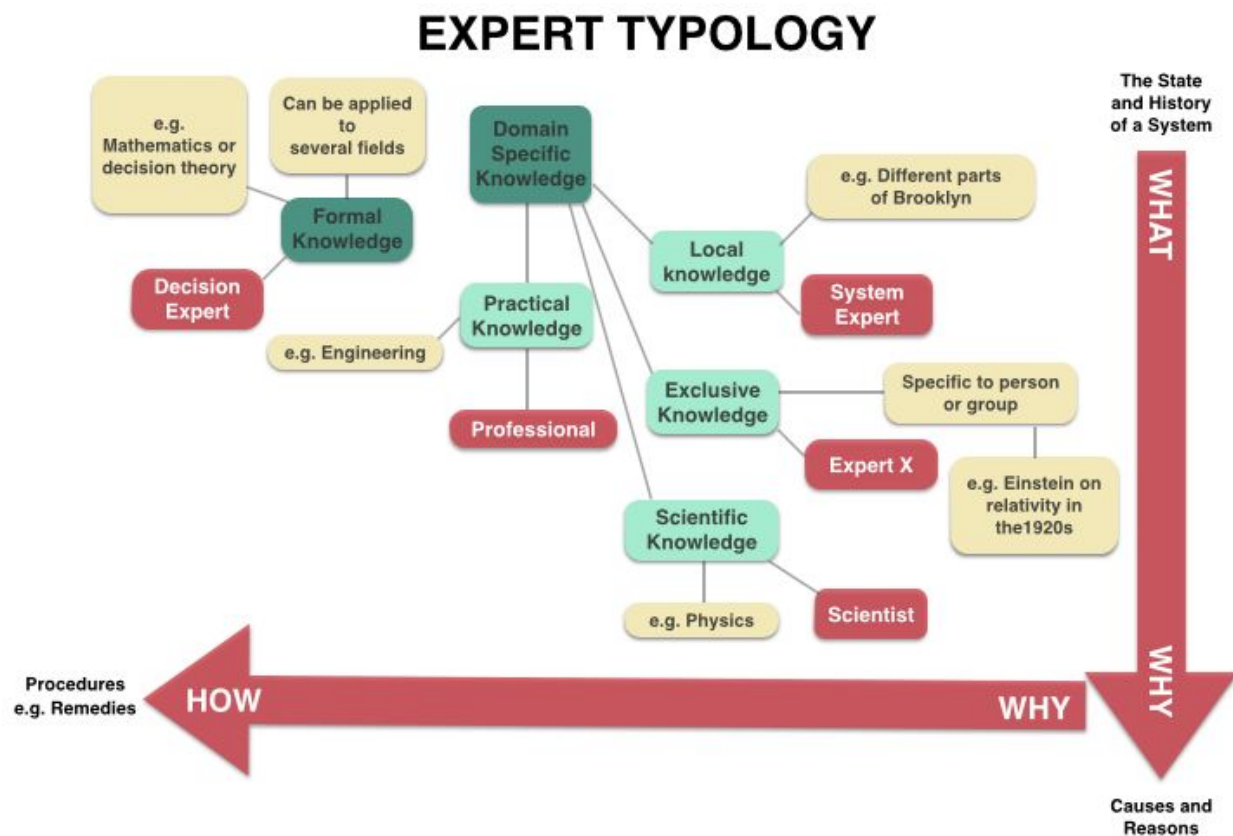 EXPERT TYPOLOGY
e.g.
Mathematics or
decision theory
Can be applied
to
several fields
Formal
Knowledge
Decision
Expert
Domain
Specific
Knowledge
Practical
Knowledge
e.g. Engineering
Professional
Local
knowledge
e.g. Different parts
of Brooklyn
System
Expert
Exclusive
Knowledge
Specific to person
or group
Expert X
e.g. Einstein on
relativity in
the1920s
Scientific
Knowledge
e.g. Physics
Scientist
The State
and History
of a System
WHAT
WHY
Causes and
Reasons
WHY
HOW
Procedures
e.g. Remedies